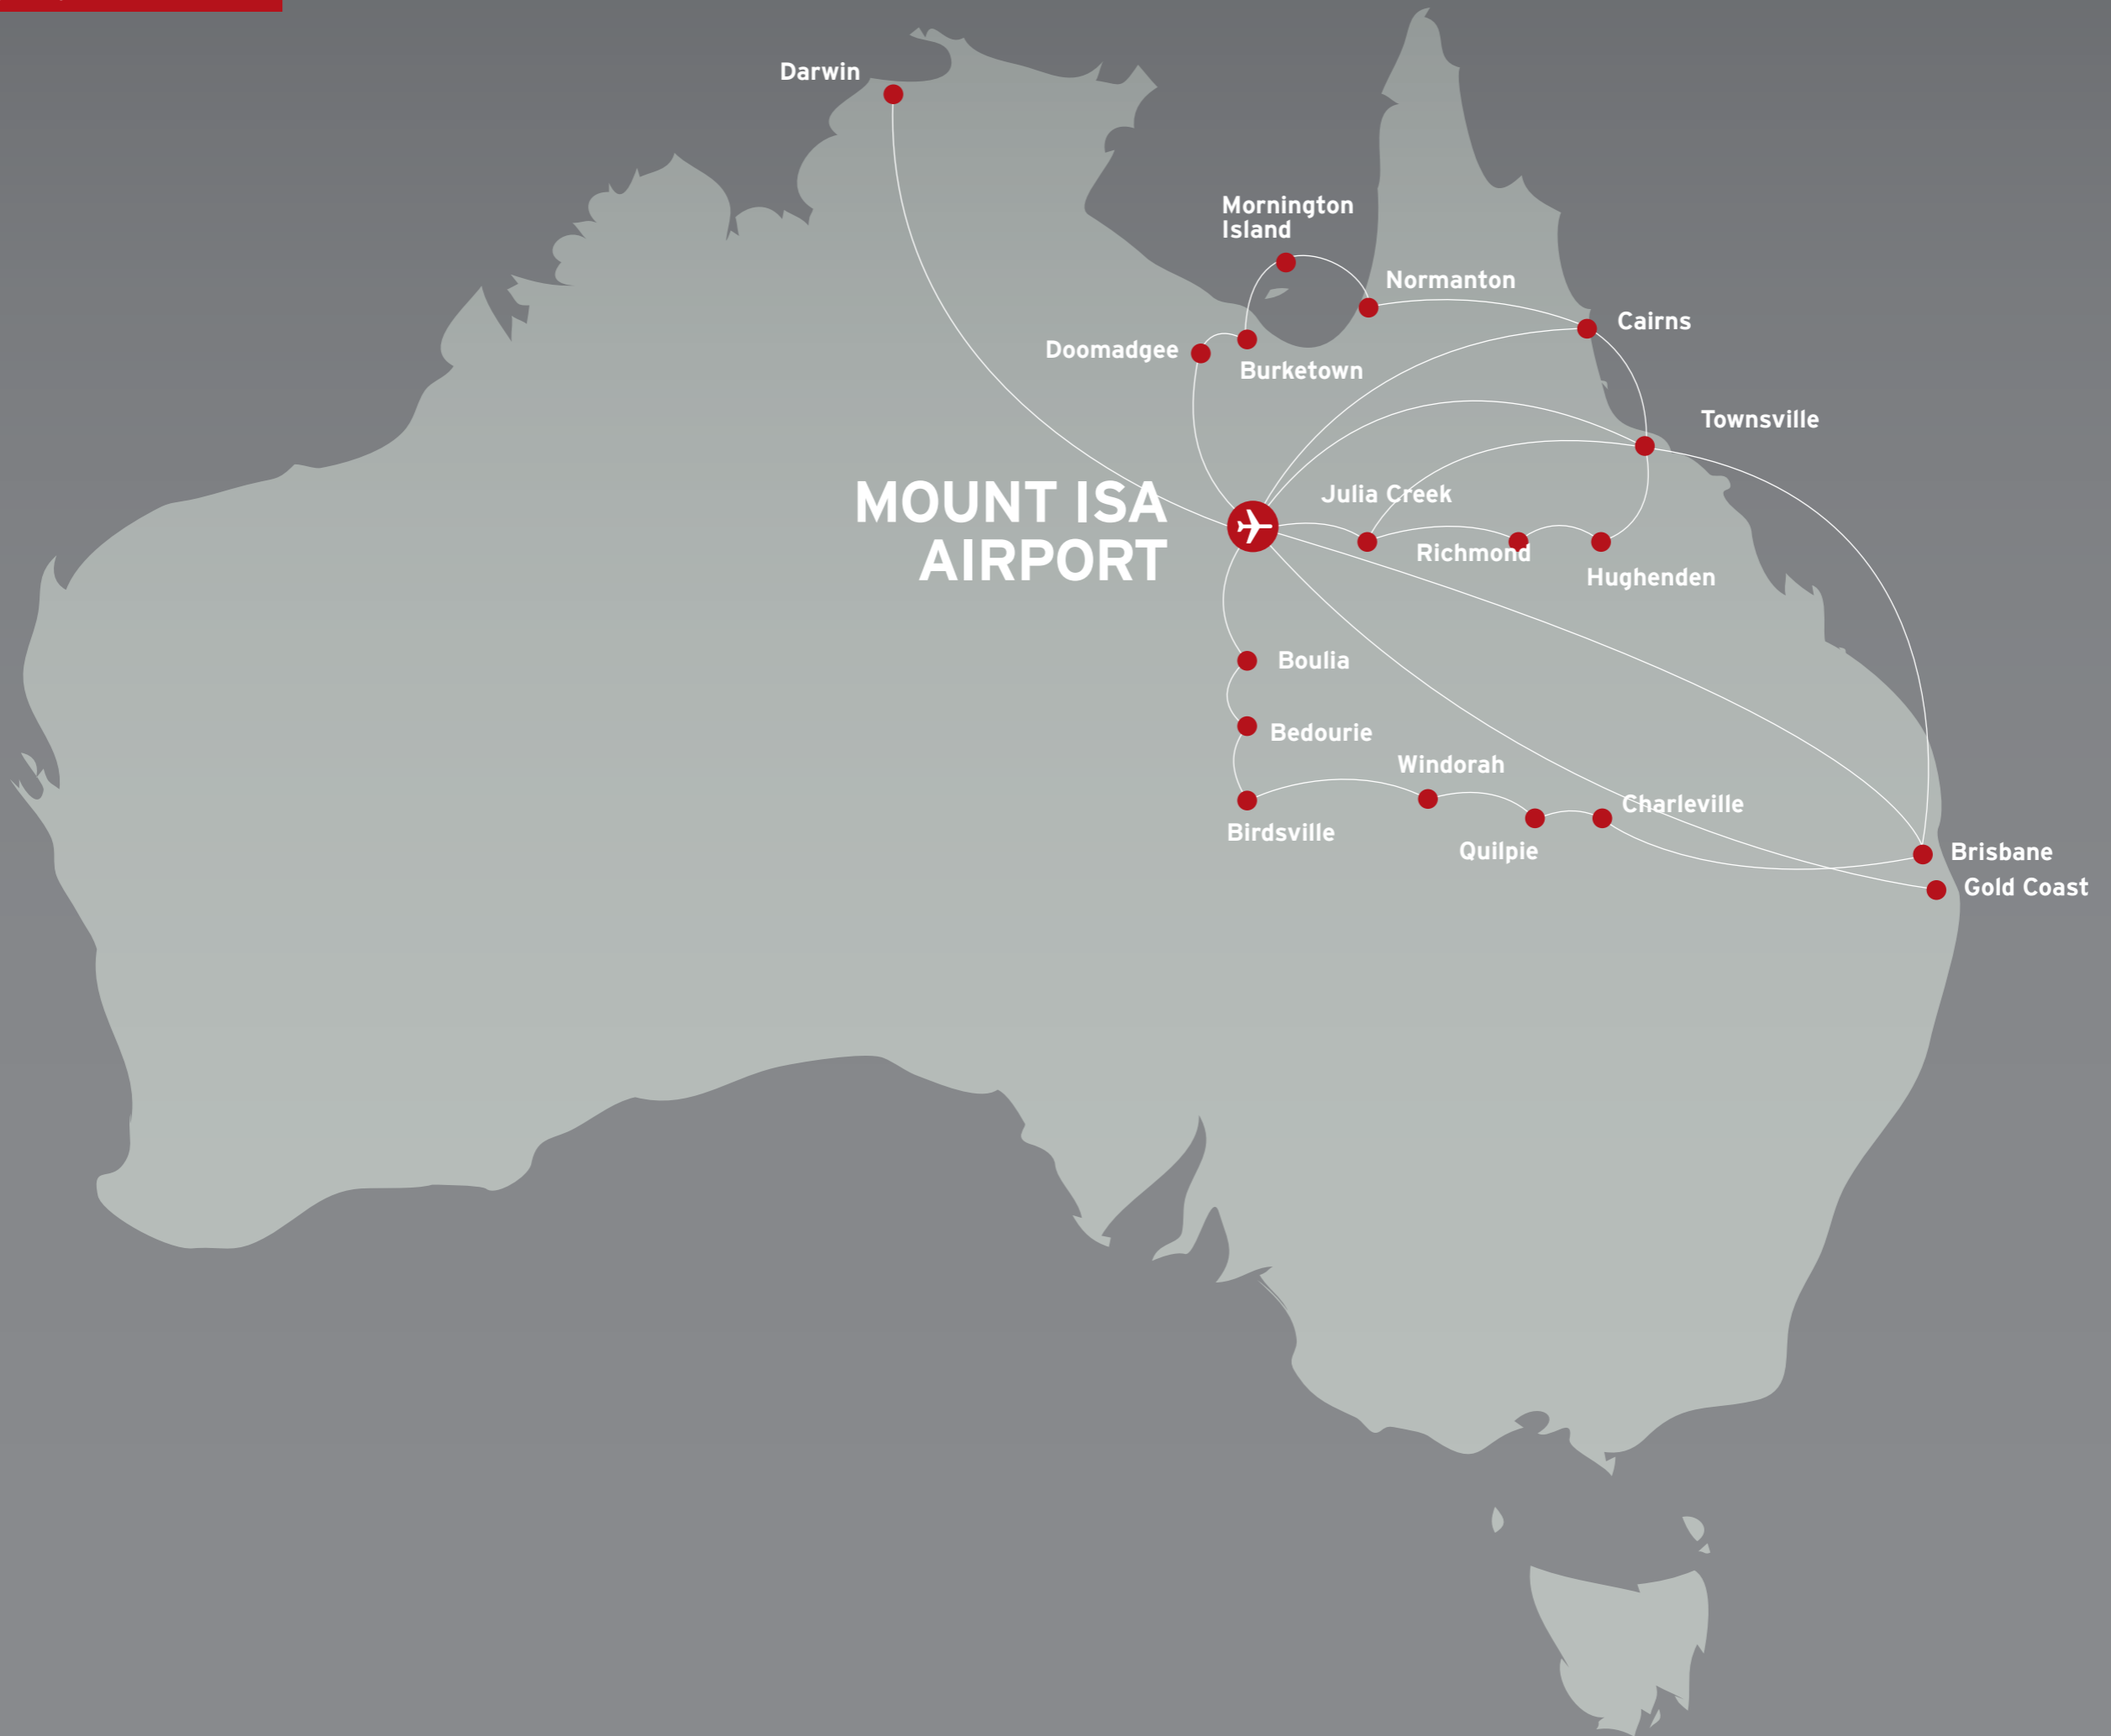 Darwin
Mornington
Island
Normanton
Cairns
Doomadgee
Burketown
Townsville
MOUNT ISA
AIRPORT
Julia Creek
Richmond
Hughenden
Boulia
Bedourie
Windorah
Charleville
Birdsville
Quilpie
Brisbane
Gold Coast